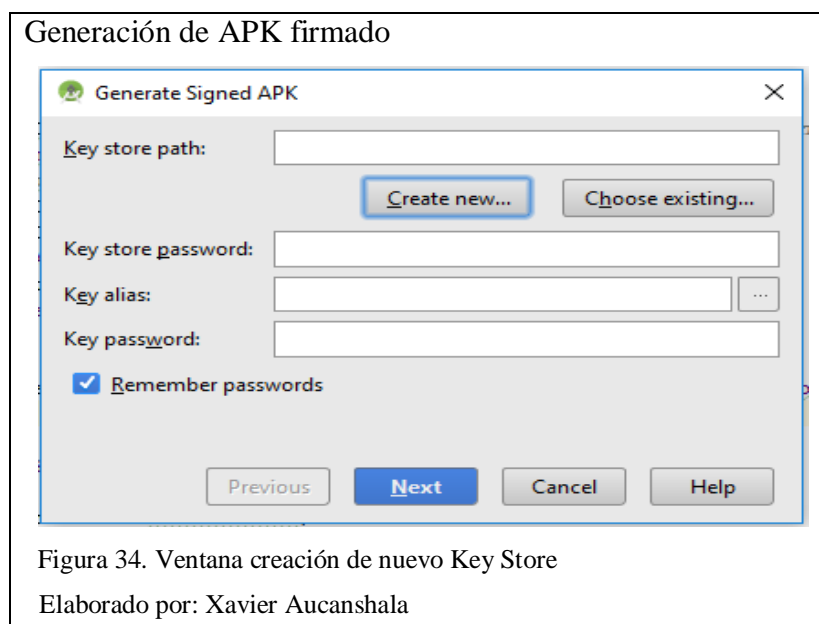 Generación de APK firmado
Generate Signed APK
Key store path:
Create new... Choose existing...
Key store password:
Key alias: ...
Key password:
Remember passwords
Previous Next Cancel Help
Figura 34. Ventana creación de nuevo Key Store
Elaborado por: Xavier Aucanshala